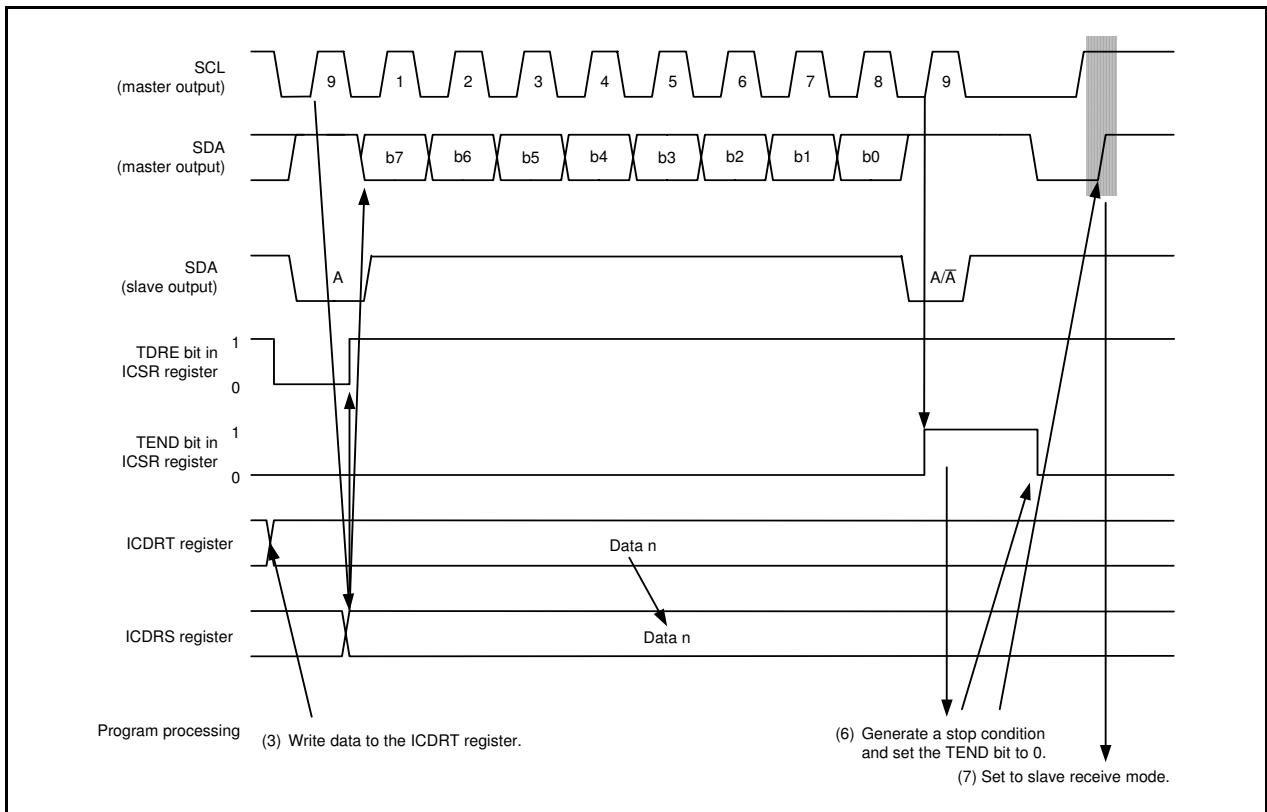 SCL
(master output)
9 1 2 3 4 5 6 7 8 9
SDA
(master output)
b7 b6 b5 b4 b3 b2 b1 b0
SDA
(slave output)
A A/A̅
TDRE bit in
ICSR register
1
0
TEND bit in
ICSR register
1
0
ICDRT register
Data n
ICDRS register
Data n
Program processing
(3) Write data to the ICDRT register.
(6) Generate a stop condition
and set the TEND bit to 0.
(7) Set to slave receive mode.